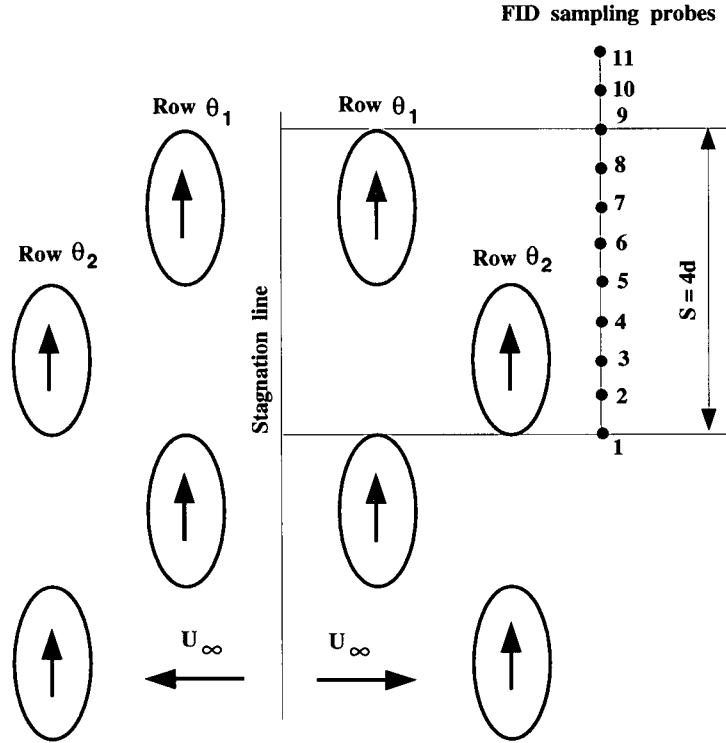 FID sampling probes
11
10
9
8
7
6
5
4
3
2
1
Row θ1
Row θ1
Row θ2
Row θ2
Stagnation line
S = 4d
U∞
U∞